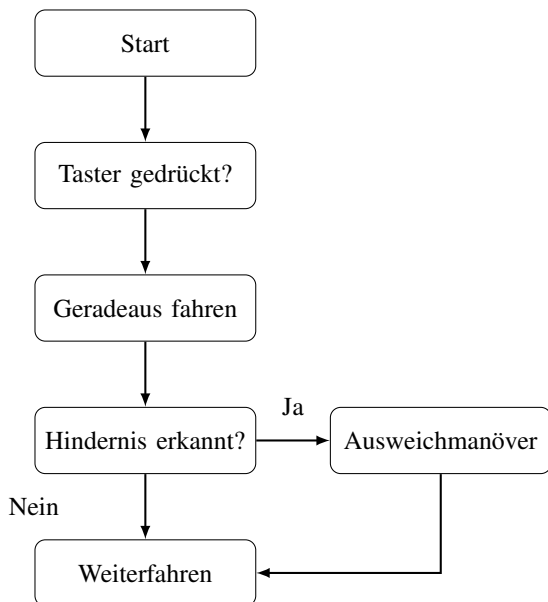 Start
Taster gedrückt?
Geradeaus fahren
Ja
Hindernis erkannt?
Ausweichmanöver
Nein
Weiterfahren